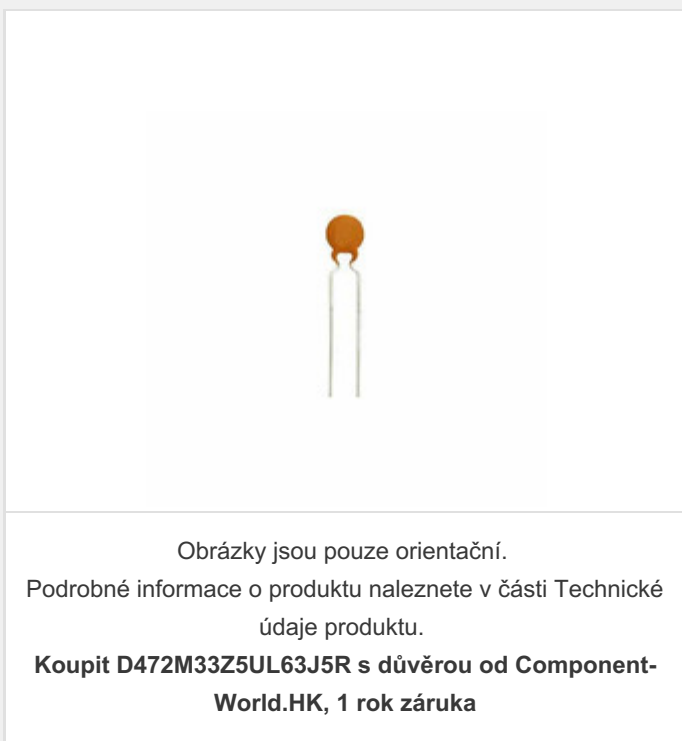 Obrázky jsou pouze orientační.
Podrobné informace o produktu naleznete v části Technické
údaje produktu.
Koupit D472M33Z5UL63J5R s důvěrou od Component-
World.HK, 1 rok záruka